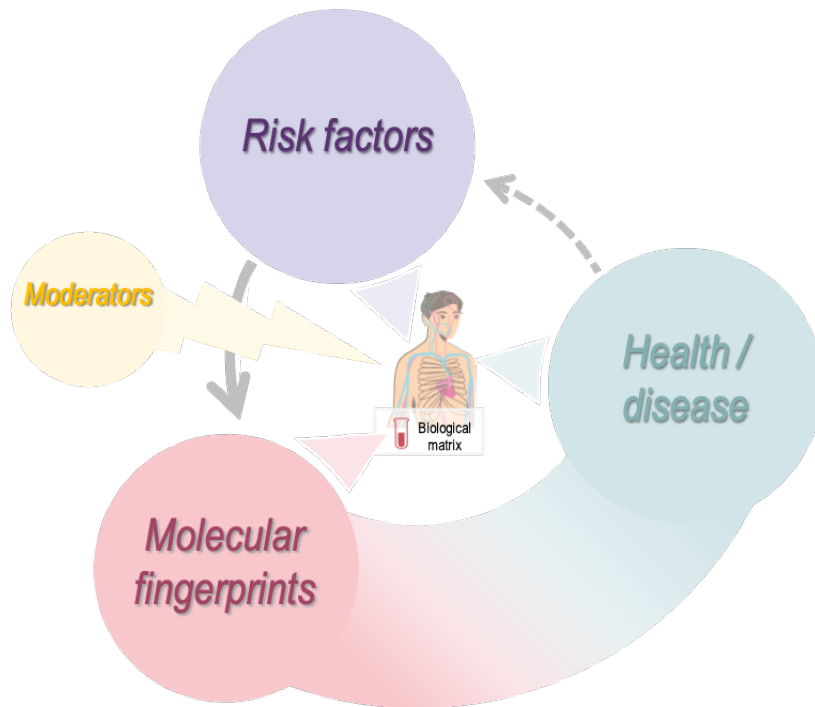 Risk factors
Moderators
Health /
disease
Biological
matrix
Molecular
fingerprints